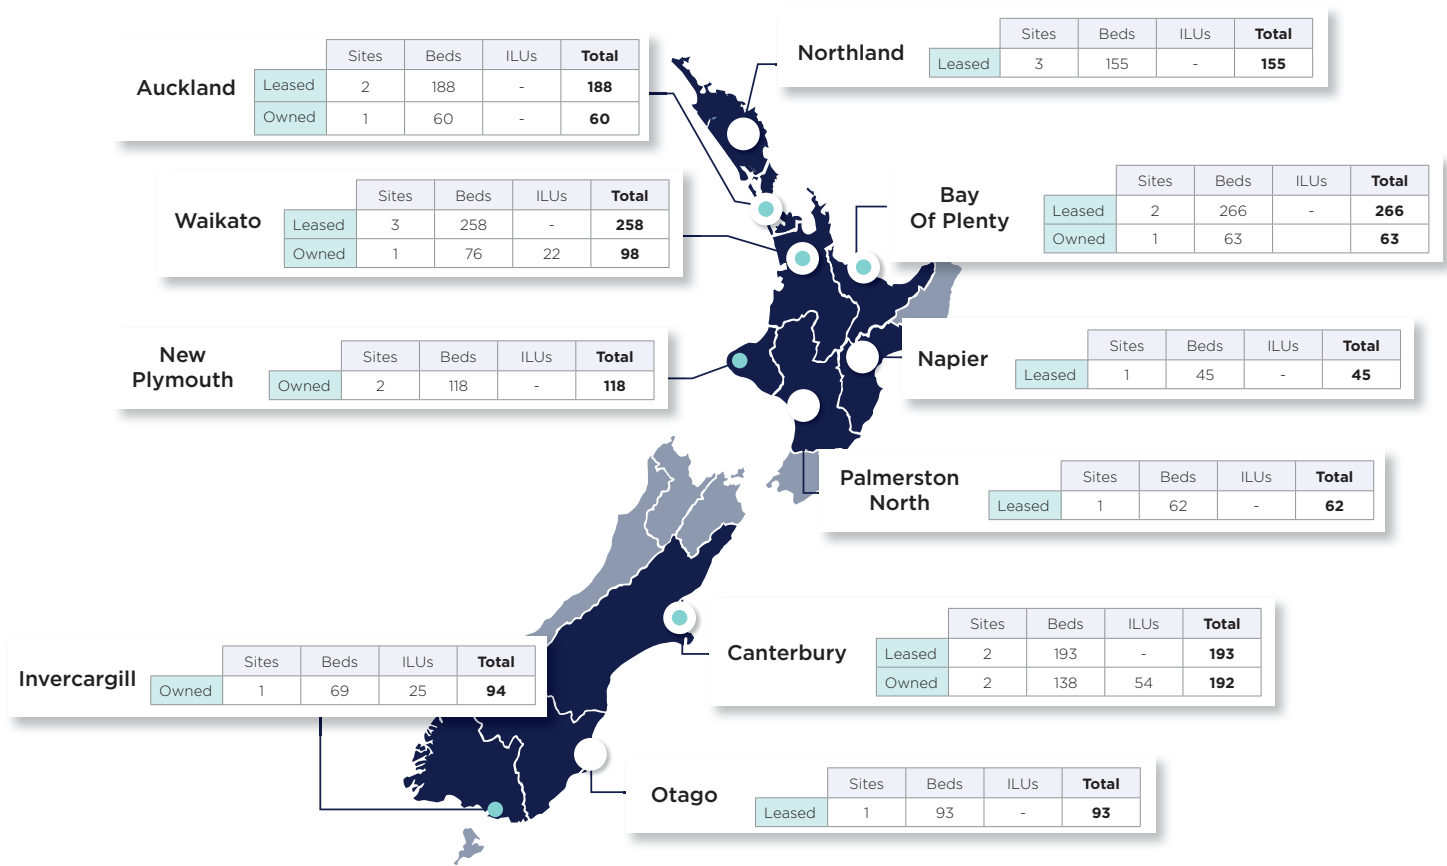 Auckland
Sites Beds ILUs Total
Leased 2 188 - 188
Owned 1 60 - 60
Northland
Sites Beds ILUs Total
Leased 3 155 - 155
Waikato
Sites Beds ILUs Total
Leased 3 258 - 258
Owned 1 76 22 98
Bay
Of Plenty
Sites Beds ILUs Total
Leased 2 266 - 266
Owned 1 63 63
New
Plymouth
Sites Beds ILUs Total
Owned 2 118 - 118
Napier
Sites Beds ILUs Total
Leased 1 45 - 45
Palmerston
North
Sites Beds ILUs Total
Leased 1 62 - 62
Canterbury
Sites Beds ILUs Total
Leased 2 193 - 193
Owned 2 138 54 192
Invercargill
Sites Beds ILUs Total
Owned 1 69 25 94
Otago
Sites Beds ILUs Total
Leased 1 93 - 93